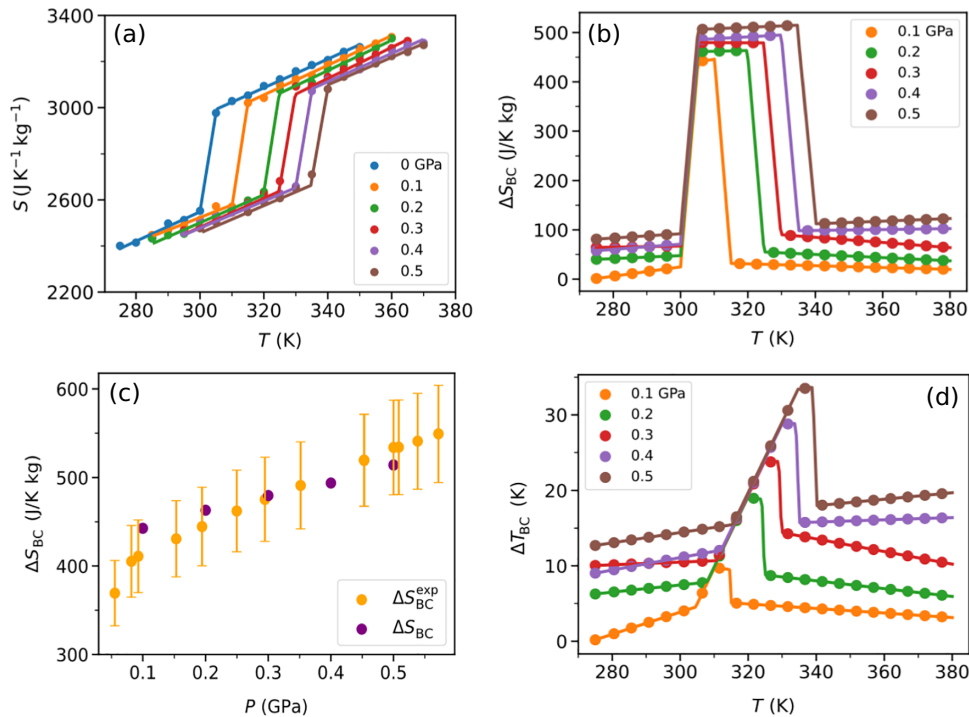 (a)
3400
3000
2600
2200
S (J K⁻¹ kg⁻¹)
0 GPa
0.1
0.2
0.3
0.4
0.5
280 300 320 340 360 380
T (K)
(b)
500
400
300
200
100
0
ΔS_BC (J/K kg)
0.1 GPa
0.2
0.3
0.4
0.5
280 300 320 340 360 380
T (K)
(c)
600
500
400
300
ΔS_BC (J/K kg)
ΔS_BC^exp
ΔS_BC
0.1 0.2 0.3 0.4 0.5
P (GPa)
(d)
30
20
10
0
ΔT_BC (K)
0.1 GPa
0.2
0.3
0.4
0.5
280 300 320 340 360 380
T (K)